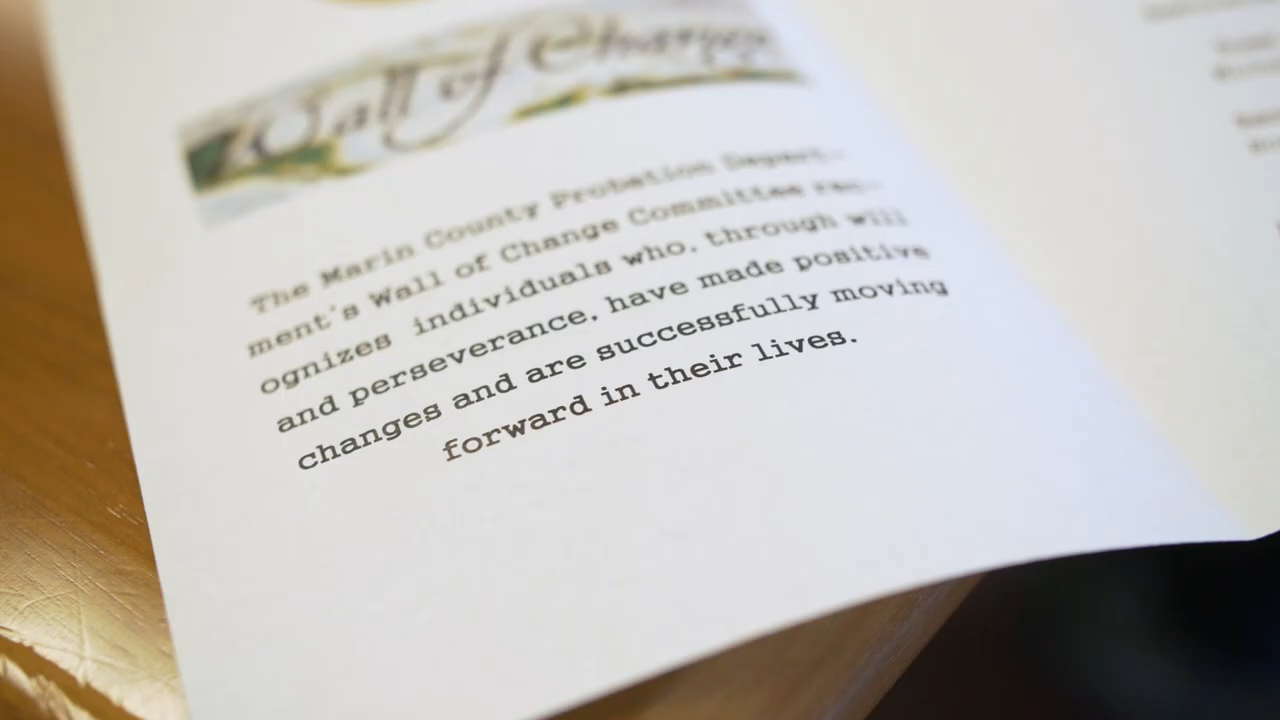 Wall of Change
The Marin County Probation Depart-
ment's Wall of Change Committee rec-
ognizes individuals who, through will
and perseverance, have made positive
changes and are successfully moving
forward in their lives.